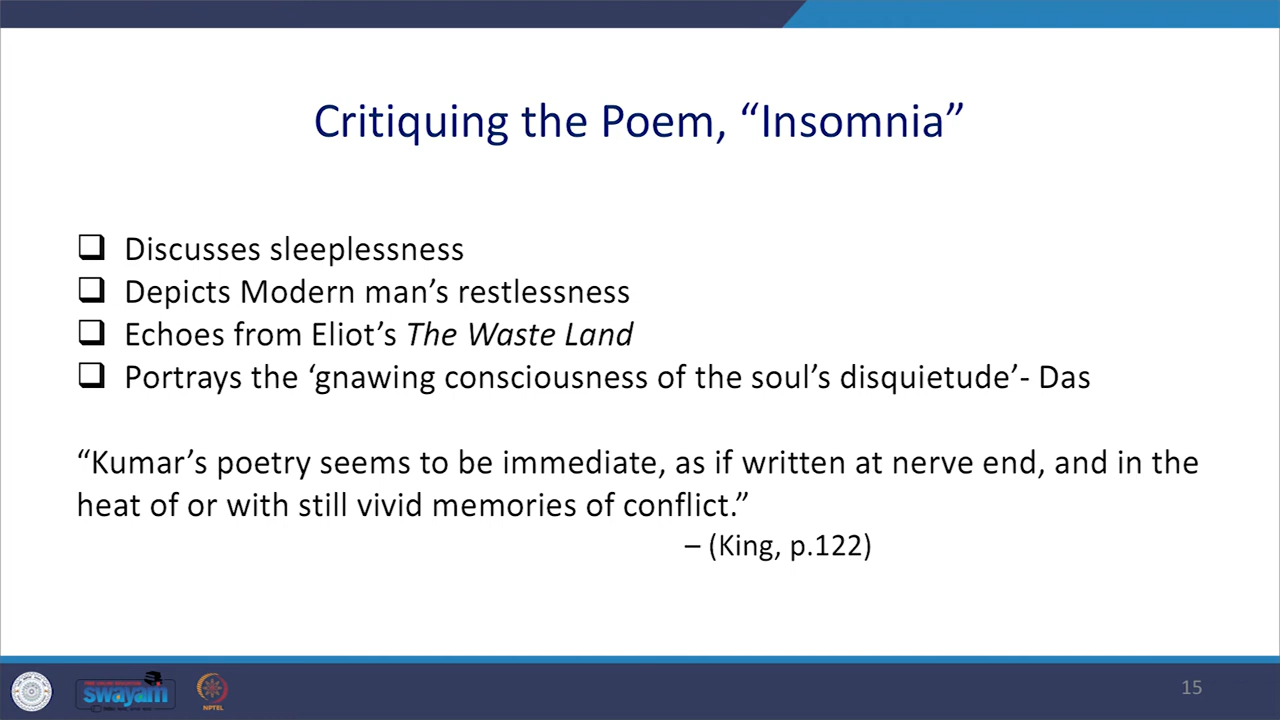 Critiquing the Poem, “Insomnia”
Discusses sleeplessness
Depicts Modern man’s restlessness
Echoes from Eliot’s The Waste Land
Portrays the ‘gnawing consciousness of the soul’s disquietude’- Das
“Kumar’s poetry seems to be immediate, as if written at nerve end, and in the
heat of or with still vivid memories of conflict.”
– (King, p.122)
swayam
NPTEL
15